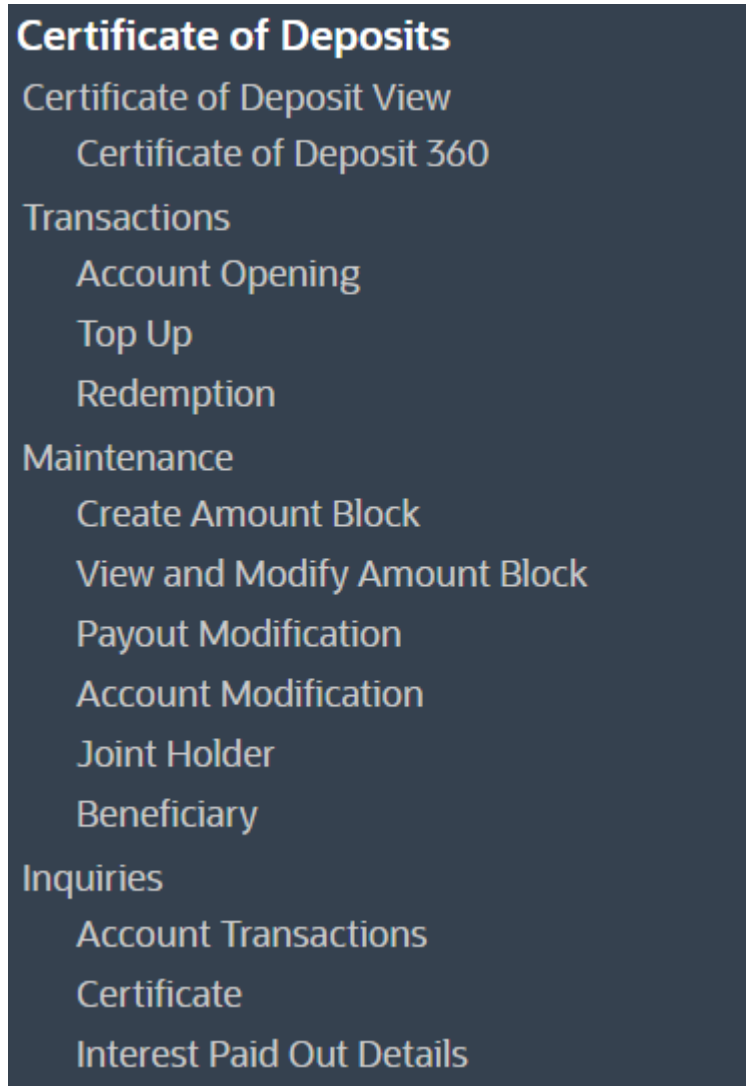 Certificate of Deposits
Certificate of Deposit View
Certificate of Deposit 360
Transactions
Account Opening
Top Up
Redemption
Maintenance
Create Amount Block
View and Modify Amount Block
Payout Modification
Account Modification
Joint Holder
Beneficiary
Inquiries
Account Transactions
Certificate
Interest Paid Out Details